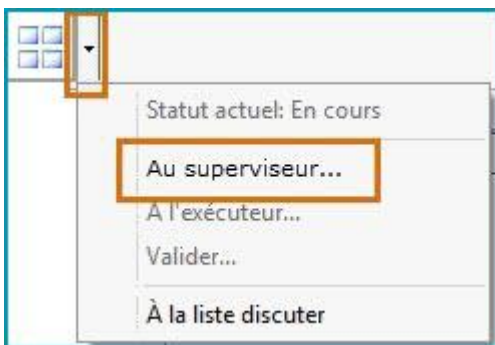 Statut actuel: En cours
Au superviseur...
A l'exécuteur...
Valider...
À la liste discuter